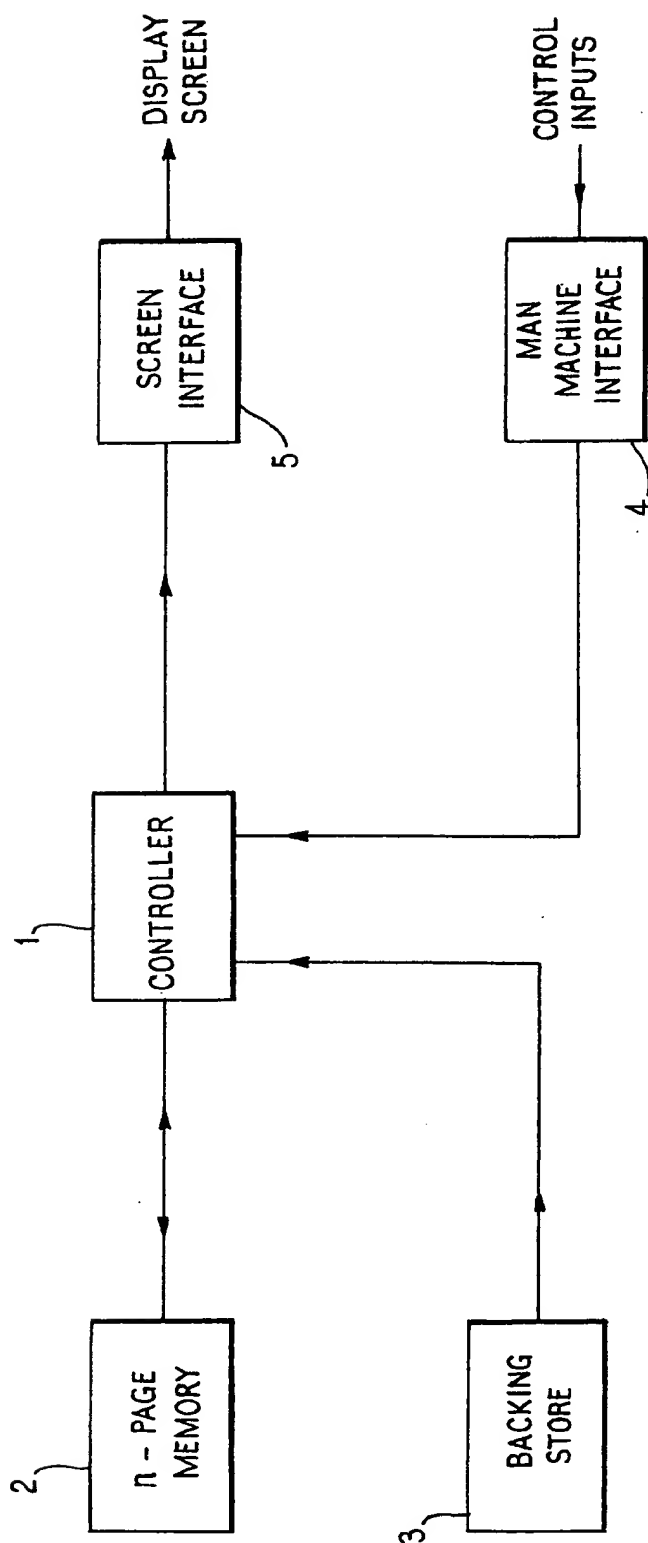 2
n - PAGE
MEMORY
1
CONTROLLER
SCREEN
INTERFACE
5
DISPLAY
SCREEN
3
BACKING
STORE
MAN
MACHINE
INTERFACE
4
CONTROL
INPUTS